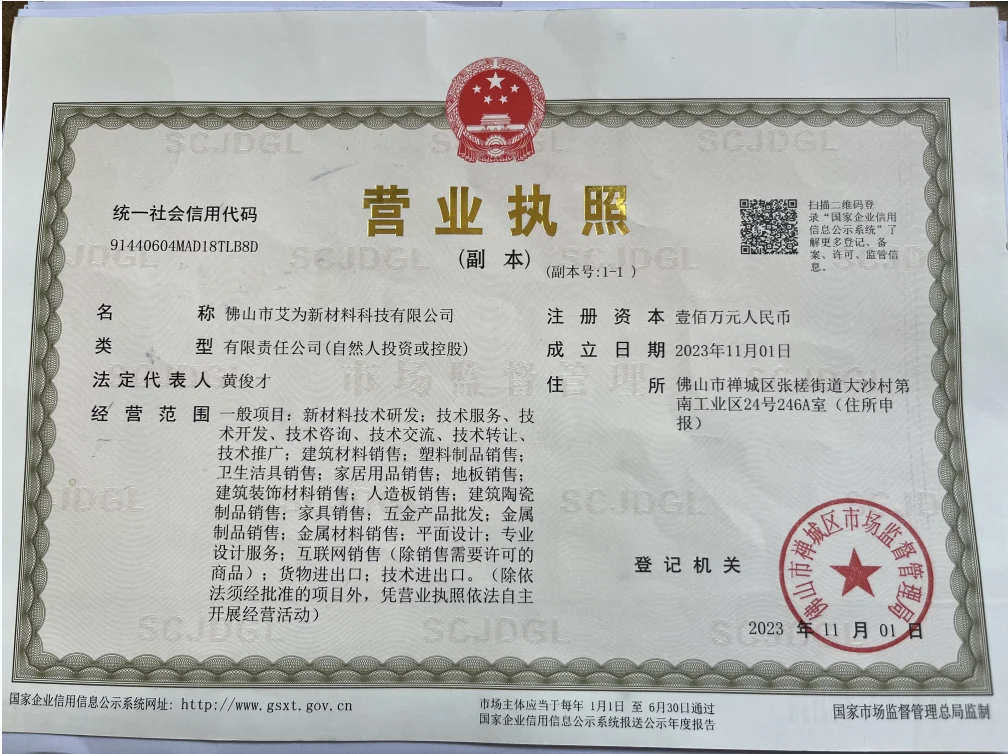 营业执照
(副 本)
(副本号:1-1 )
统一社会信用代码
91440604MAD18TLB8D
扫描二维码登
录“国家企业信用
信息公示系统”了
解更多登记、备
案、许可、监管信
息。
名 称 佛山市艾为新材料科技有限公司
类 型 有限责任公司(自然人投资或控股)
法定代表人 黄俊才
经营范围 一般项目：新材料技术研发；技术服务、技
术开发、技术咨询、技术交流、技术转让、
技术推广；建筑材料销售；塑料制品销售；
卫生洁具销售；家居用品销售；地板销售；
建筑装饰材料销售；人造板销售；建筑陶瓷
制品销售；家具销售；五金产品批发；金属
制品销售；金属材料销售；平面设计；专业
设计服务；互联网销售（除销售需要许可的
商品）；货物进出口；技术进出口。（除依
法须经批准的项目外，凭营业执照依法自主
开展经营活动）
注册资本 壹佰万元人民币
成立日期 2023年11月01日
住 所 佛山市禅城区张槎街道大沙村第
南工业区24号246A室（住所申
报）
登记机关
佛山市禅城区市场监督管理局
2023 年 11 月 01 日
SCJDGL
市场监督管理
国家企业信用信息公示系统网址: http://www.gsxt.gov.cn
市场主体应当于每年 1月1日 至 6月30日通过
国家企业信用信息公示系统报送公示年度报告
国家市场监督管理总局监制